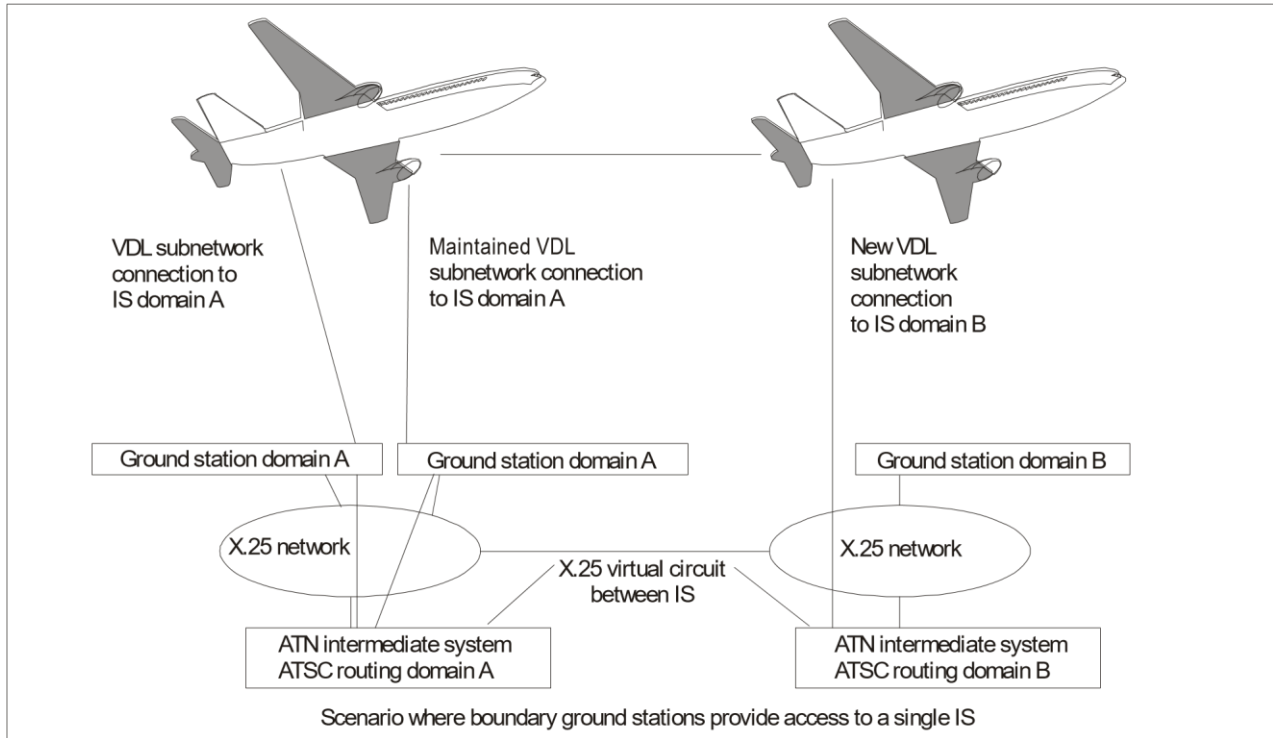 VDL subnetwork
connection to
IS domain A
Maintained VDL
subnetwork connection
to IS domain A
New VDL
subnetwork
connection
to IS domain B
Ground station domain A
Ground station domain A
Ground station domain B
X.25 network
X.25 virtual circuit
between IS
X.25 network
ATN intermediate system
ATSC routing domain A
ATN intermediate system
ATSC routing domain B
Scenario where boundary ground stations provide access to a single IS